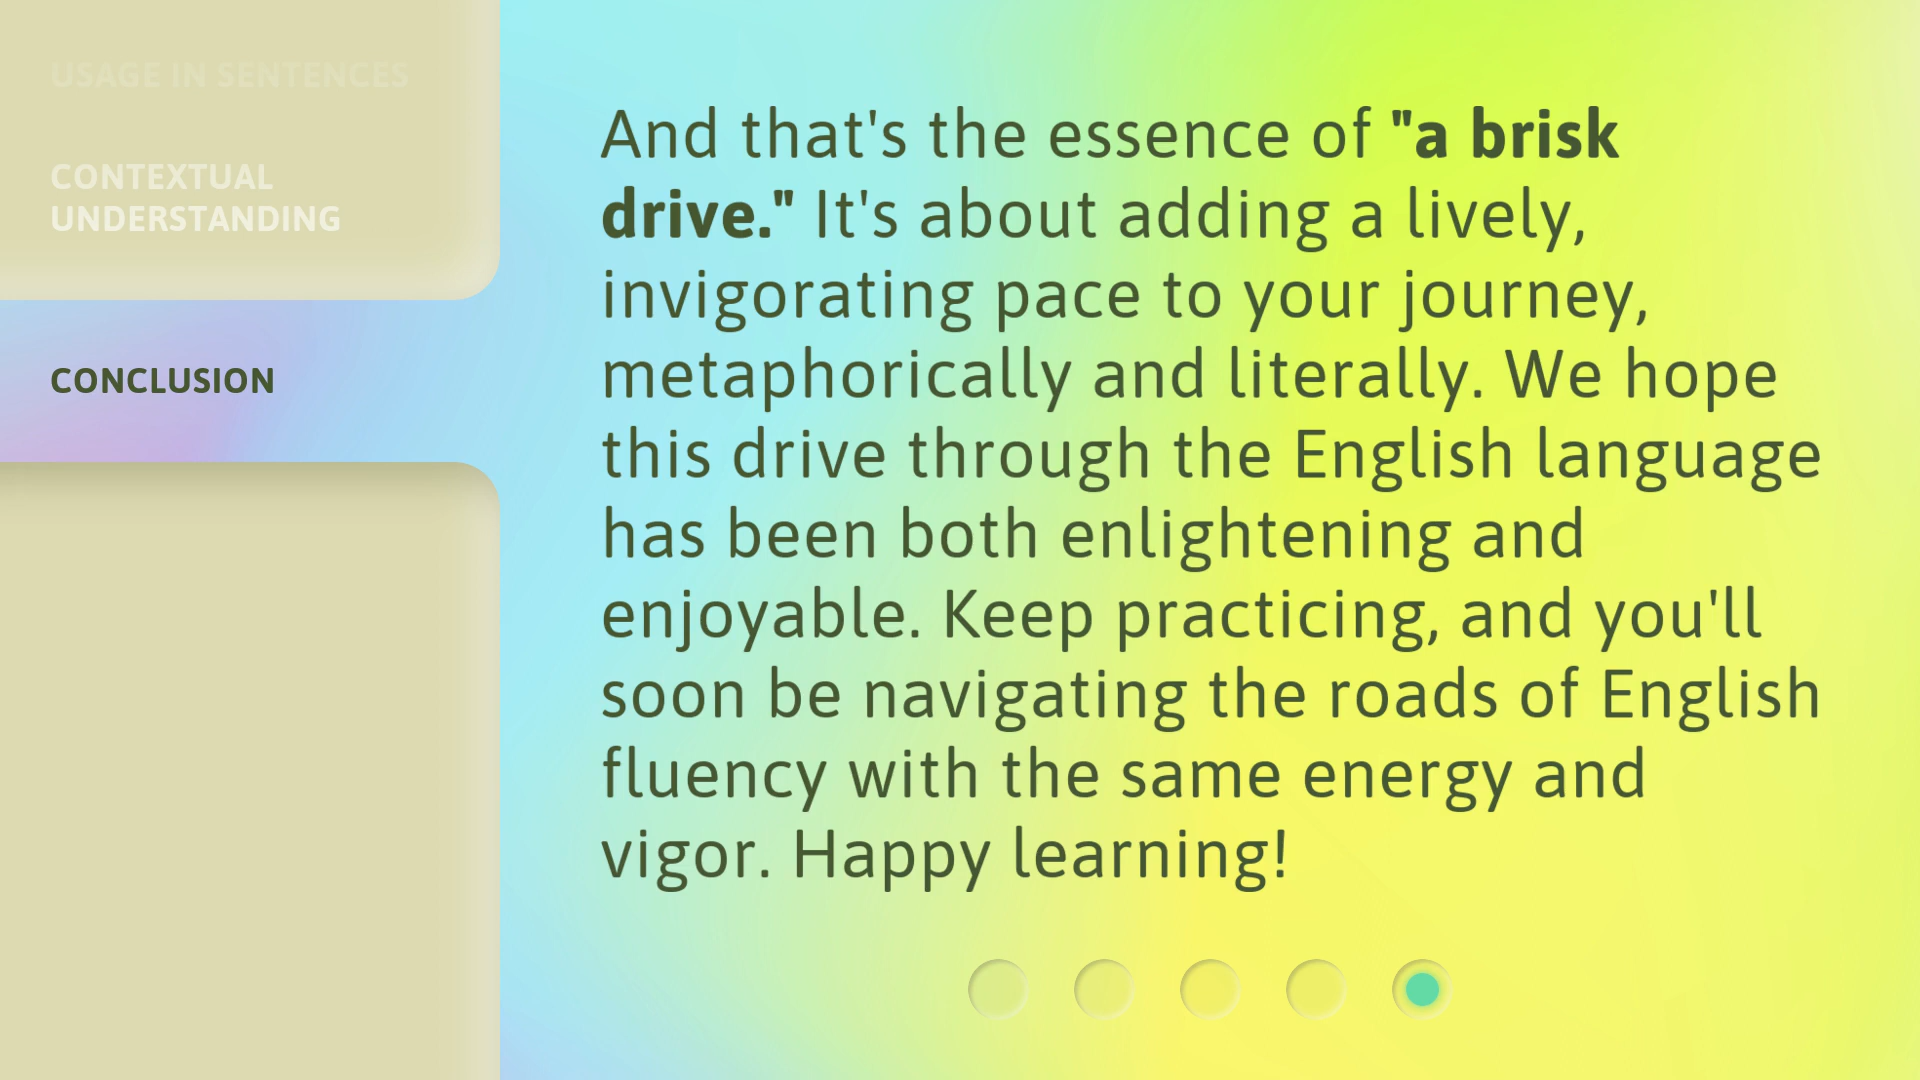 USAGE IN SENTENCES
CONTEXTUAL
UNDERSTANDING
CONCLUSION
And that's the essence of "a brisk
drive." It's about adding a lively,
invigorating pace to your journey,
metaphorically and literally. We hope
this drive through the English language
has been both enlightening and
enjoyable. Keep practicing, and you'll
soon be navigating the roads of English
fluency with the same energy and
vigor. Happy learning!